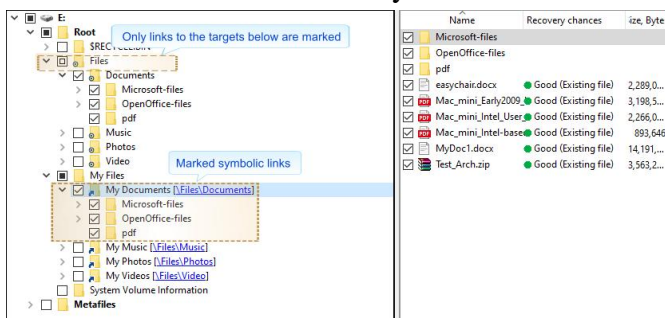 E:
Root
$RECYCLE.BIN
Only links to the targets below are marked
Files
Documents
Microsoft-files
OpenOffice-files
pdf
Music
Photos
Video
Marked symbolic links
My Files
My Documents [\Files\Documents]
Microsoft-files
OpenOffice-files
pdf
My Music [\Files\Music]
My Photos [\Files\Photos]
My Videos [\Files\Video]
System Volume Information
Metafiles
Name Recovery chances ize, Byte
Microsoft-files
OpenOffice-files
pdf
easychair.docx Good (Existing file) 2,289,0...
Mac_mini_Early2009_ Good (Existing file) 3,198,5...
Mac_mini_Intel_User_ Good (Existing file) 2,266,0...
Mac_mini_Intel-base Good (Existing file) 893,646
MyDoc1.docx Good (Existing file) 14,191,...
Test_Arch.zip Good (Existing file) 3,563,2...